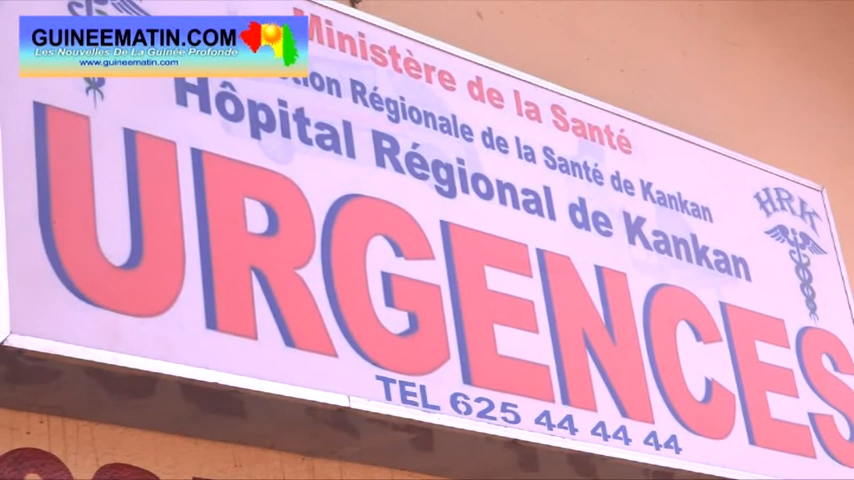 GUINEEMATIN.COM
Les Nouvelles De La Guinée Profonde
www.guineematin.com
Ministère de la Santé
Régionale de la Santé de Kankan
Hôpital Régional de Kankan
HRK
URGENCES
TEL 625 44 44 44